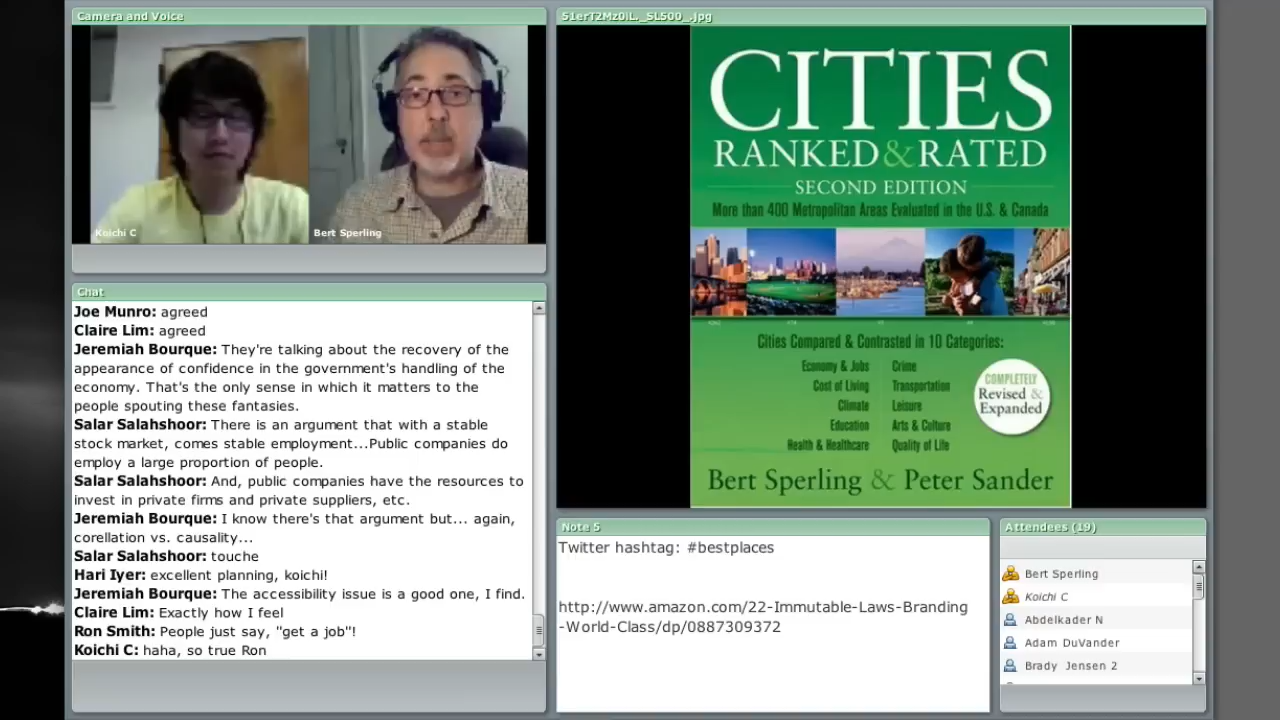 Camera and Voice
Koichi C
Bert Sperling
Chat
Joe Munro: agreed
Claire Lim: agreed
Jeremiah Bourque: They're talking about the recovery of the
appearance of confidence in the government's handling of the
economy. That's the only sense in which it matters to the
people spouting these fantasies.
Salar Salahshoor: There is an argument that with a stable
stock market, comes stable employment...Public companies do
employ a large proportion of people.
Salar Salahshoor: And, public companies have the resources to
invest in private firms and private suppliers, etc.
Jeremiah Bourque: I know there's that argument but... again,
corellation vs. causality...
Salar Salahshoor: touche
Hari Iyer: excellent planning, koichi!
Jeremiah Bourque: The accessibility issue is a good one, I find.
Claire Lim: Exactly how I feel
Ron Smith: People just say, "get a job"!
Koichi C: haha, so true Ron
51erT2Mz0iL._SL500_.jpg
CITIES
RANKED & RATED
SECOND EDITION
More than 400 Metropolitan Areas Evaluated in the U.S. & Canada
Cities Compared & Contrasted in 10 Categories:
Economy & Jobs
Cost of Living
Climate
Education
Health & Healthcare
Crime
Transportation
Leisure
Arts & Culture
Quality of Life
COMPLETELY
Revised &
Expanded
Bert Sperling & Peter Sander
Note 5
Twitter hashtag: #bestplaces
http://www.amazon.com/22-Immutable-Laws-Branding
-World-Class/dp/0887309372
Attendees (19)
Bert Sperling
Koichi C
Abdelkader N
Adam DuVander
Brady Jensen 2